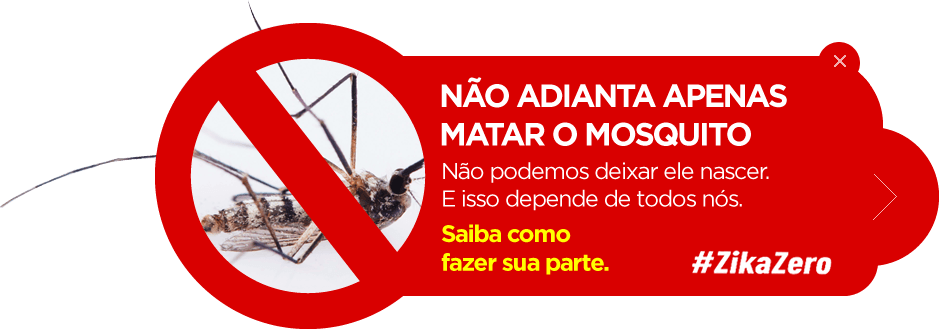 NÃO ADIANTA APENAS
MATAR O MOSQUITO
Não podemos deixar ele nascer.
E isso depende de todos nós.
Saiba como
fazer sua parte.
#ZikaZero